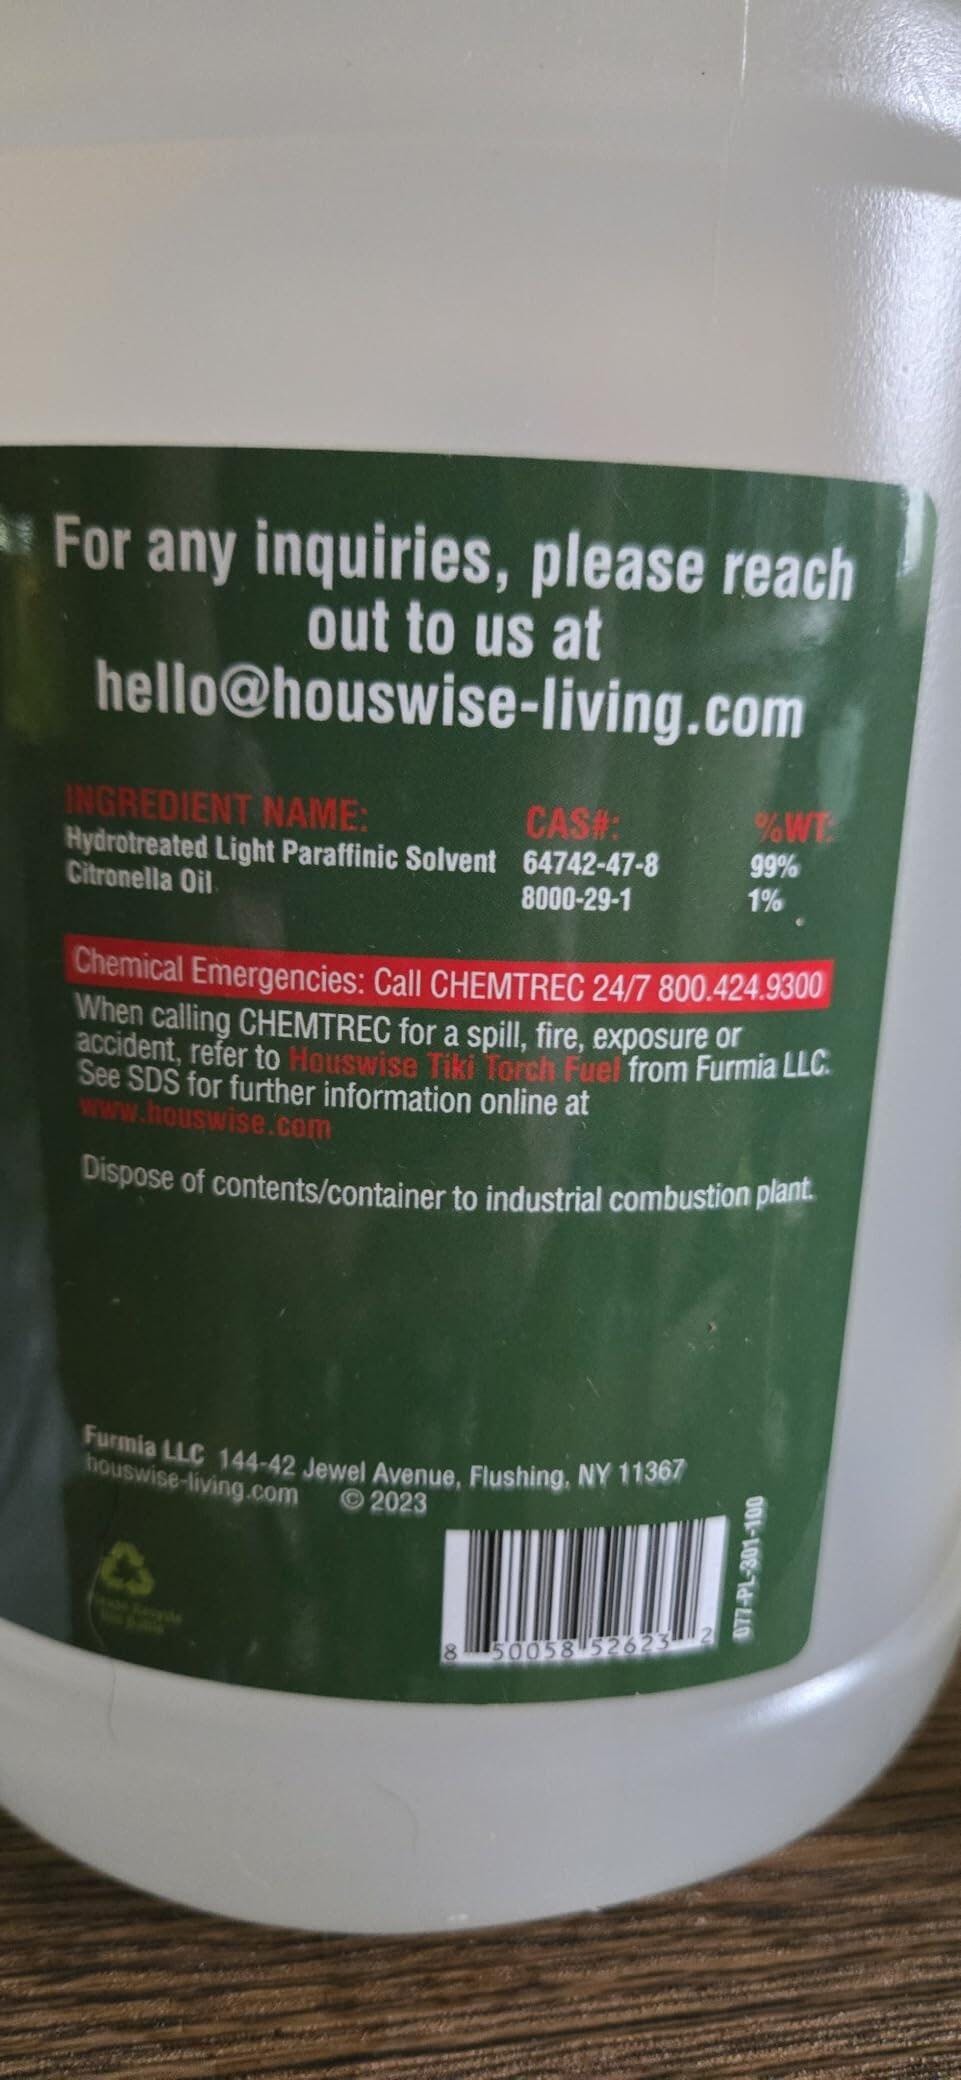 For any inquiries, please reach
out to us at
hello@houswise-living.com
INGREDIENT NAME: CAS#: %WT:
Hydrotreated Light Paraffinic Solvent 64742-47-8 99%
Citronella Oil 8000-29-1 1%
Chemical Emergencies: Call CHEMTREC 24/7 800.424.9300
When calling CHEMTREC for a spill, fire, exposure or
accident, refer to Houswise Tiki Torch Fuel from Furmia LLC.
See SDS for further information online at
www.houswise.com
Dispose of contents/container to industrial combustion plant.
Furmia LLC 144-42 Jewel Avenue, Flushing, NY 11367
houswise-living.com © 2023
8 50058 52623 2
077-PL-301-100